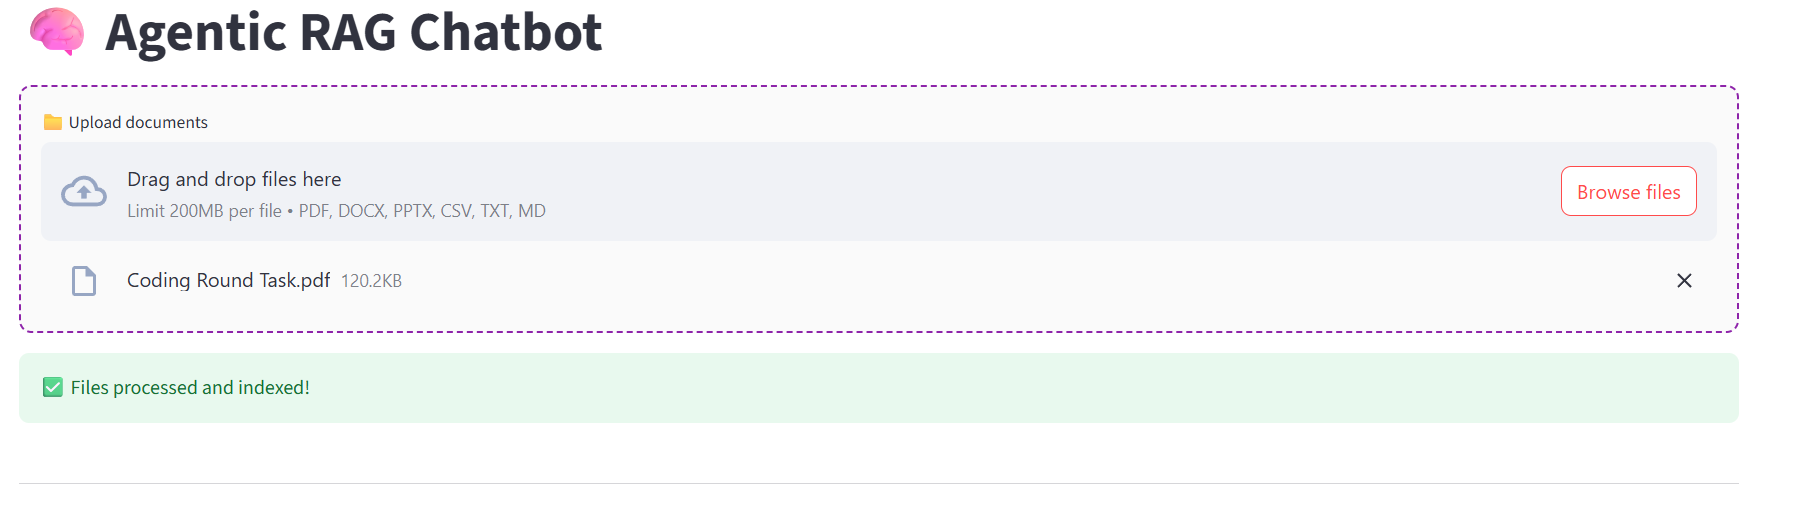 Agentic RAG Chatbot
Upload documents
Drag and drop files here
Limit 200MB per file • PDF, DOCX, PPTX, CSV, TXT, MD
Browse files
Coding Round Task.pdf 120.2KB
Files processed and indexed!